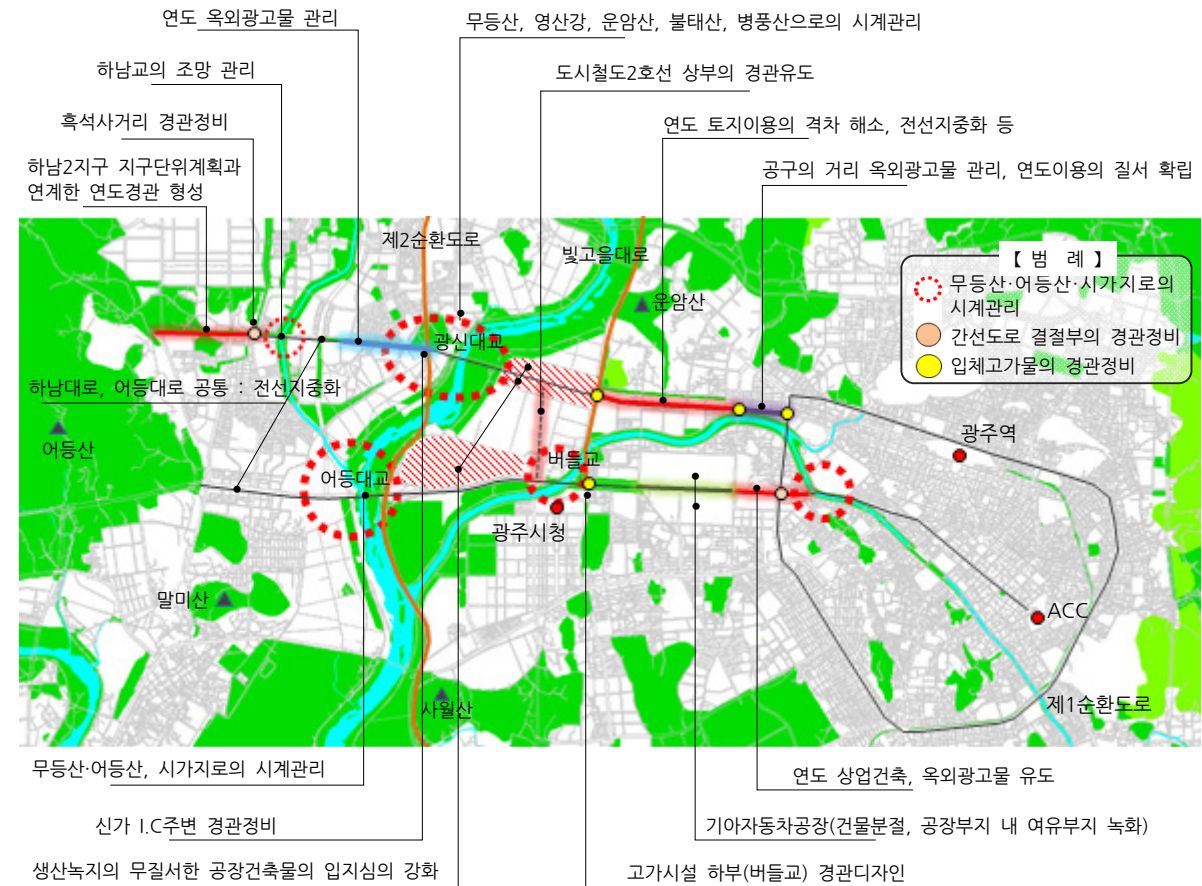 연도 옥외광고물 관리
무등산, 영산강, 운암산, 불태산, 병풍산으로의 시계관리
하남교의 조망 관리
도시철도2호선 상부의 경관유도
흑석사거리 경관정비
연도 토지이용의 격차 해소, 전선지중화 등
하남2지구 지구단위계획과
연계한 연도경관 형성
공구의 거리 옥외광고물 관리, 연도이용의 질서 확립
제2순환도로
빛고을대로
운암산
【 범 례 】
무등산·어등산·시가지로의
시계관리
간선도로 결절부의 경관정비
입체고가물의 경관정비
광신대교
하남대로, 어등대로 공통 : 전선지중화
어등산
광주역
어등대교
버들교
광주시청
말미산
ACC
사월산
제1순환도로
무등산·어등산, 시가지로의 시계관리
연도 상업건축, 옥외광고물 유도
신가 I.C주변 경관정비
기아자동차공장(건물분절, 공장부지 내 여유부지 녹화)
생산녹지의 무질서한 공장건축물의 입지심의 강화
고가시설 하부(버들교) 경관디자인